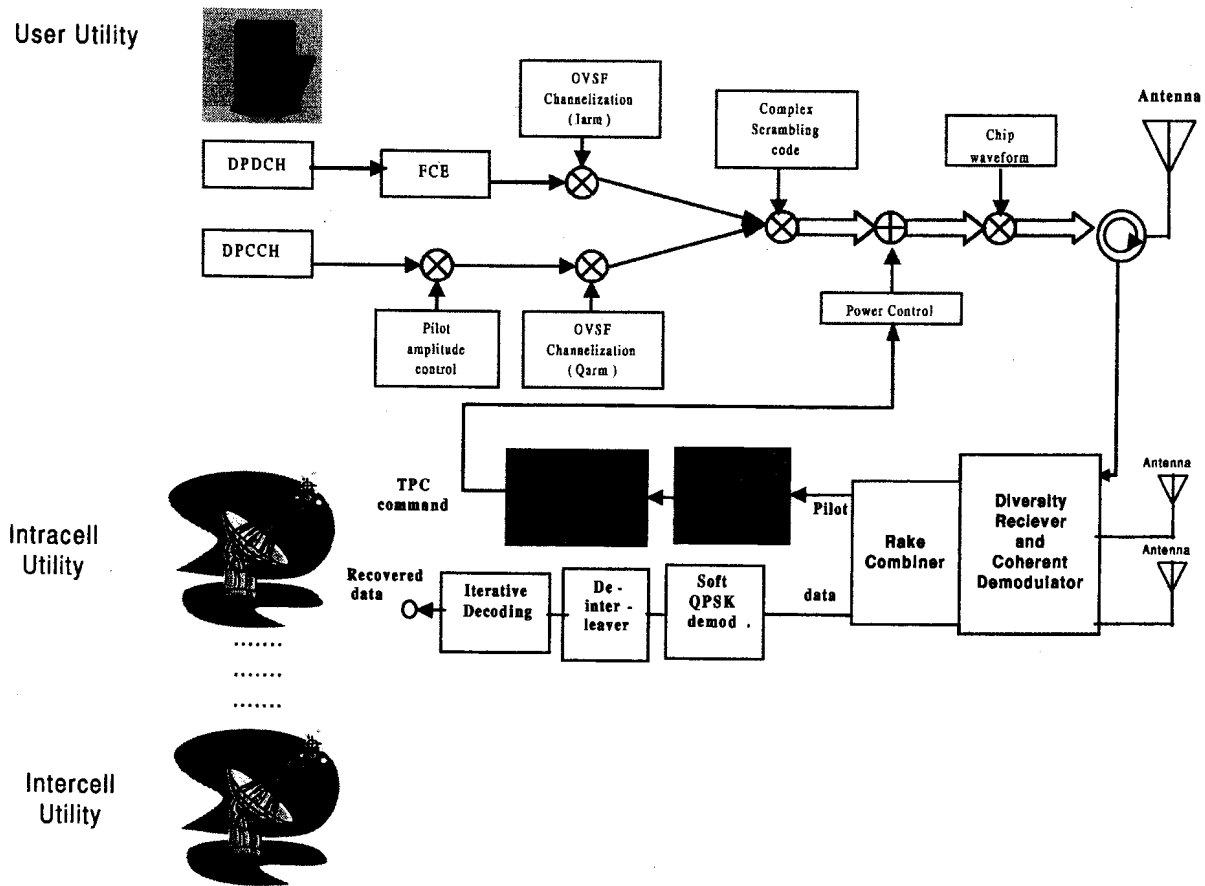 User Utility
OVSF
Channelization
( Iarm )
Complex
Scrambling
code
Chip
waveform
Antenna
DPDCH
FCE
DPCCH
Pilot
amplitude
control
OVSF
Channelization
( Qarm )
Power Control
TPC
command
Pilot
Rake
Combiner
Diversity
Reciever
and
Coherent
Demodulator
Antenna
Antenna
Intracell
Utility
Recovered
data
Iterative
Decoding
De -
inter -
leaver
Soft
QPSK
demod .
data
.......
.......
.......
Intercell
Utility